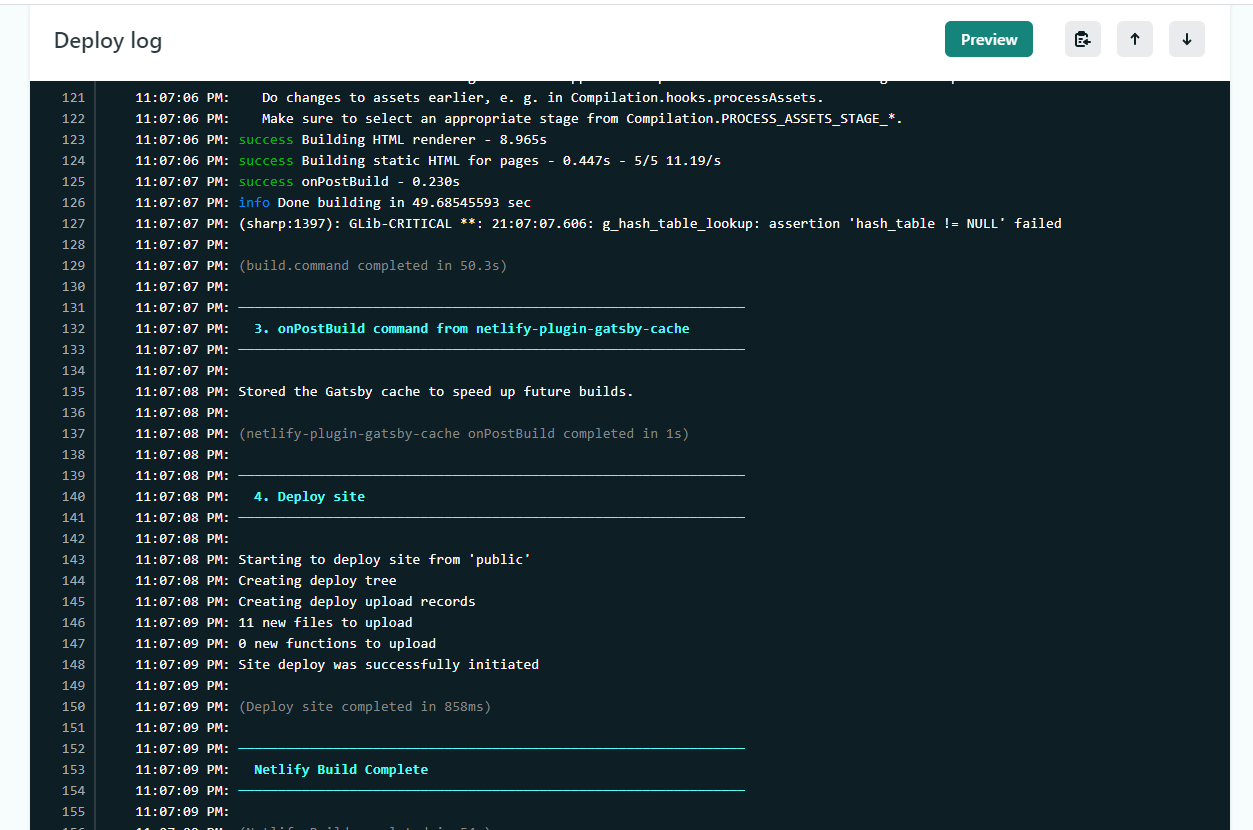 Deploy log
Preview
121 11:07:06 PM: Do changes to assets earlier, e. g. in Compilation.hooks.processAssets.
122 11:07:06 PM: Make sure to select an appropriate stage from Compilation.PROCESS_ASSETS_STAGE_*.
123 11:07:06 PM: success Building HTML renderer - 8.965s
124 11:07:06 PM: success Building static HTML for pages - 0.447s - 5/5 11.19/s
125 11:07:07 PM: success onPostBuild - 0.230s
126 11:07:07 PM: info Done building in 49.68545593 sec
127 11:07:07 PM: (sharp:1397): GLib-CRITICAL **: 21:07:07.606: g_hash_table_lookup: assertion 'hash_table != NULL' failed
128 11:07:07 PM:
129 11:07:07 PM: (build.command completed in 50.3s)
130 11:07:07 PM:
131 11:07:07 PM: ────────────────────────────────────────────────────────────────
132 11:07:07 PM: 3. onPostBuild command from netlify-plugin-gatsby-cache
133 11:07:07 PM: ────────────────────────────────────────────────────────────────
134 11:07:07 PM:
135 11:07:08 PM: Stored the Gatsby cache to speed up future builds.
136 11:07:08 PM:
137 11:07:08 PM: (netlify-plugin-gatsby-cache onPostBuild completed in 1s)
138 11:07:08 PM:
139 11:07:08 PM: ────────────────────────────────────────────────────────────────
140 11:07:08 PM: 4. Deploy site
141 11:07:08 PM: ────────────────────────────────────────────────────────────────
142 11:07:08 PM:
143 11:07:08 PM: Starting to deploy site from 'public'
144 11:07:08 PM: Creating deploy tree
145 11:07:08 PM: Creating deploy upload records
146 11:07:09 PM: 11 new files to upload
147 11:07:09 PM: 0 new functions to upload
148 11:07:09 PM: Site deploy was successfully initiated
149 11:07:09 PM:
150 11:07:09 PM: (Deploy site completed in 858ms)
151 11:07:09 PM:
152 11:07:09 PM: ────────────────────────────────────────────────────────────────
153 11:07:09 PM: Netlify Build Complete
154 11:07:09 PM: ────────────────────────────────────────────────────────────────
155 11:07:09 PM: